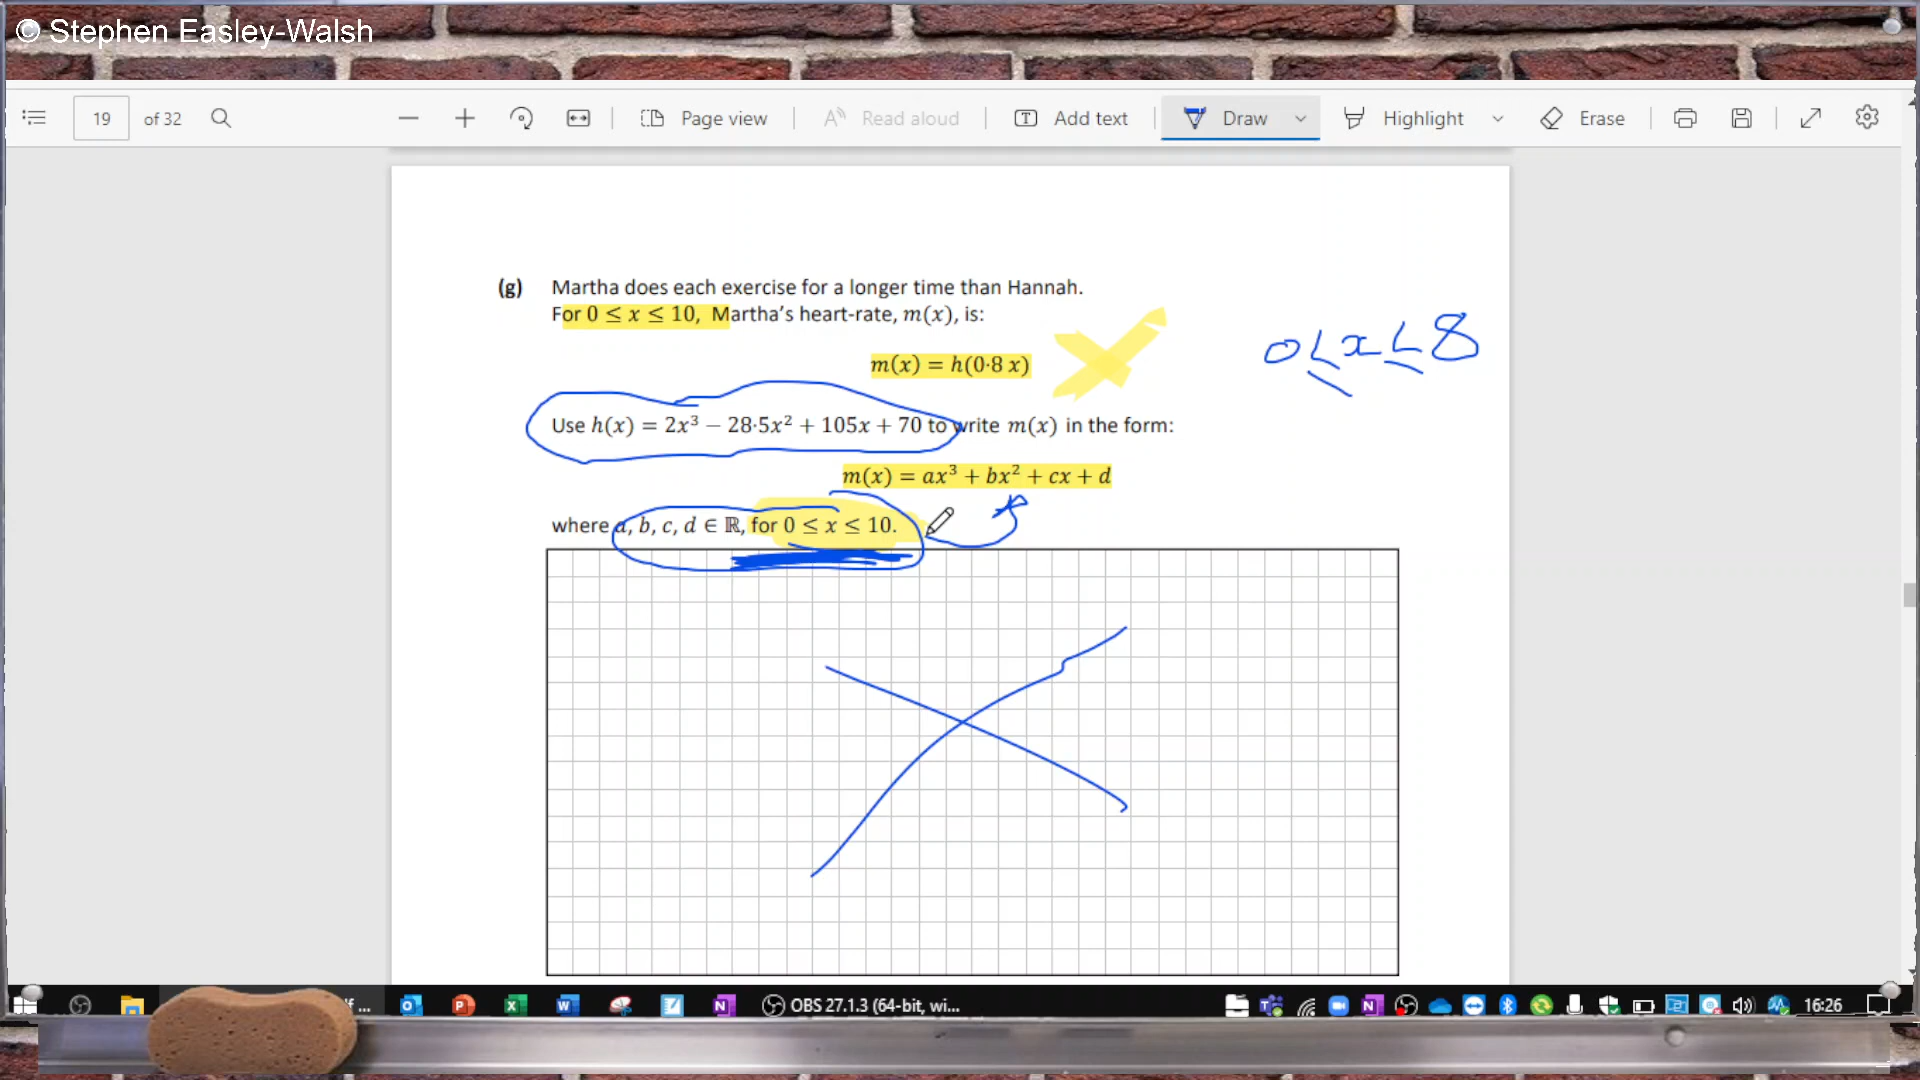 © Stephen Easley-Walsh
19 of 32 Page view Read aloud Add text Draw Highlight Erase
(g) Martha does each exercise for a longer time than Hannah.
For 0 ≤ x ≤ 10, Martha's heart-rate, m(x), is:
m(x) = h(0·8 x)
0 ≤ x ≤ 8
Use h(x) = 2x³ − 28·5x² + 105x + 70 to write m(x) in the form:
m(x) = ax³ + bx² + cx + d
where a, b, c, d ∈ ℝ, for 0 ≤ x ≤ 10.
f ... OBS 27.1.3 (64-bit, wi... 16:26